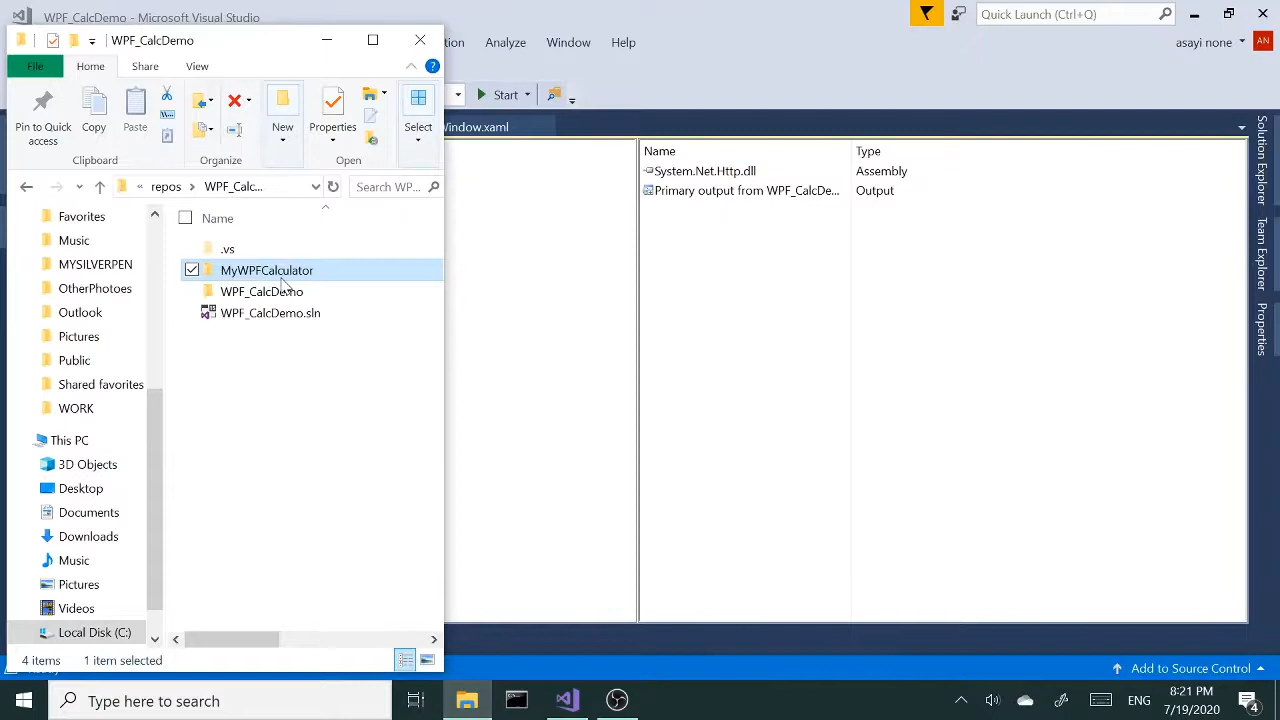 WPF_CalcDemo - Microsoft Visual Studio
Quick Launch (Ctrl+Q)
WPF_CalcDemo
Analyze
Window
Help
asayi none
AN
File
Home
Share
View
Start
Pin to Quick access
Copy
Paste
New
Properties
Select
Clipboard
Organize
Open
Window.xaml
« repos > WPF_Calc...
Search WP...
Name
Type
System.Net.Http.dll
Assembly
Primary output from WPF_CalcDe...
Output
Solution Explorer
Team Explorer
Properties
Favorites
Music
MYSILVERPEN
OtherPhotoes
Outlook
Pictures
Public
Shared favorites
WORK
This PC
3D Objects
Desktop
Documents
Downloads
Music
Pictures
Videos
Local Disk (C:)
Name
.vs
MyWPFCalculator
WPF_CalcDemo
WPF_CalcDemo.sln
4 items
1 item selected
Add to Source Control
Type here to search
ENG
8:21 PM
7/19/2020
4